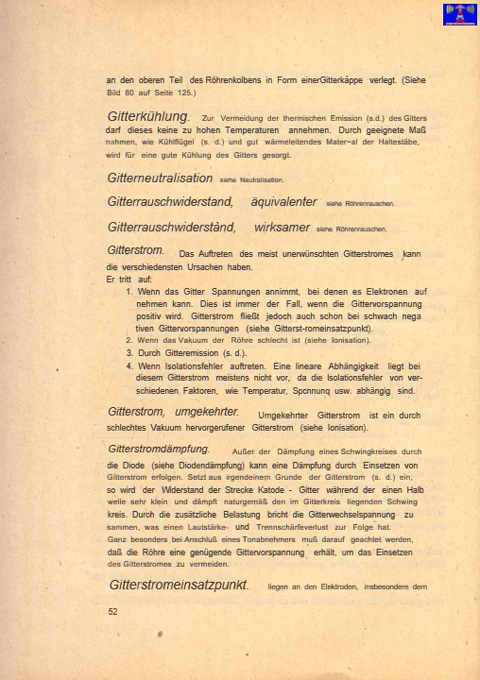 an den oberen Teil des Röhrenkolbens in Form einerGitterkäppe verlegt. (Siehe
Bild 80 auf Seite 125.)
Gitterkühlung. Zur Vermeidung der thermischen Emission (s.d.) des Gitters
darf dieses keine zu hohen Temperaturen annehmen. Durch geeignete Maß
nahmen, wie Kühlflügel (s. d.) und gut wärmeleitendes Mater-al der Haltestäbe,
wird für eine gute Kühlung des Gitters gesorgt.
Gitterneutralisation siehe Neutralisation.
Gitterrauschwiderstand, äquivalenter siehe Röhrenrauschen.
Gitterrauschwiderstànd, wirksamer siehe Röhrenrauschen.
Gitterstrom. Das Auftreten des meist unerwünschten Gitterstromes kann
die verschiedensten Ursachen haben.
Er tritt auf:
1. Wenn das Gitter Spannungen annimmt, bei denen es Elektronen auf
nehmen kann. Dies ist immer der Fall, wenn die Gittervorspannung
positiv wird. Gitterstrom fließt jedoch auch schon bei schwach nega
tiven Gittervorspannungen (siehe Gitterst-romeinsatzpunkt).
2. Wenn das Vakuum der Röhre schlecht ist (siehe Ionisation).
3. Durch Gitteremission (s. d.).
4. Wenn Isolationsfehler auftreten. Eine lineare Abhängigkeit liegt bei
diesem Gitterstrom meistens nicht vor, da die Isolationsfehler von ver-
schiedenen Faktoren, wie Temperatur, Spcnnunq usw. abhängig sind.
Gitterstrom, umgekehrter. Umgekehrter Gitterstrom ist ein durch
schlechtes Vakuum hervorgerufener Gitterstrom (siehe Ionisation).
Gitterstromdämpfung. Außer der Dämpfung eines Schwingkreises durch
die Diode (siehe Diodendämpfung) kann eine Dämpfung durch Einsetzen von
Gitterstrom erfolgen. Setzt aus irgendeinem Grunde der Gitterstrom (s. d.) ein,
so wird der Widerstand der Strecke Katode - Gitter während der einen Halb
welle sehr klein und dämpft naturgemäß den im Gitterkreis liegenden Schwing
kreis. Durch die zusätzliche Belastung bricht die Gitterwechselspannung zu
sammen, was einen Lautstärke- und Trennschärfeverlust zur Folge hat.
Ganz besonders bei Anschluß eines Tonabnehmers muß darauf geachtet werden,
daß die Röhre eine genügende Gittervorspannung erhält, um das Einsetzen
des Gitterstromes zu vermeiden.
Gitterstromeinsatzpunkt. liegen an den Elektroden, insbesondere dem
52